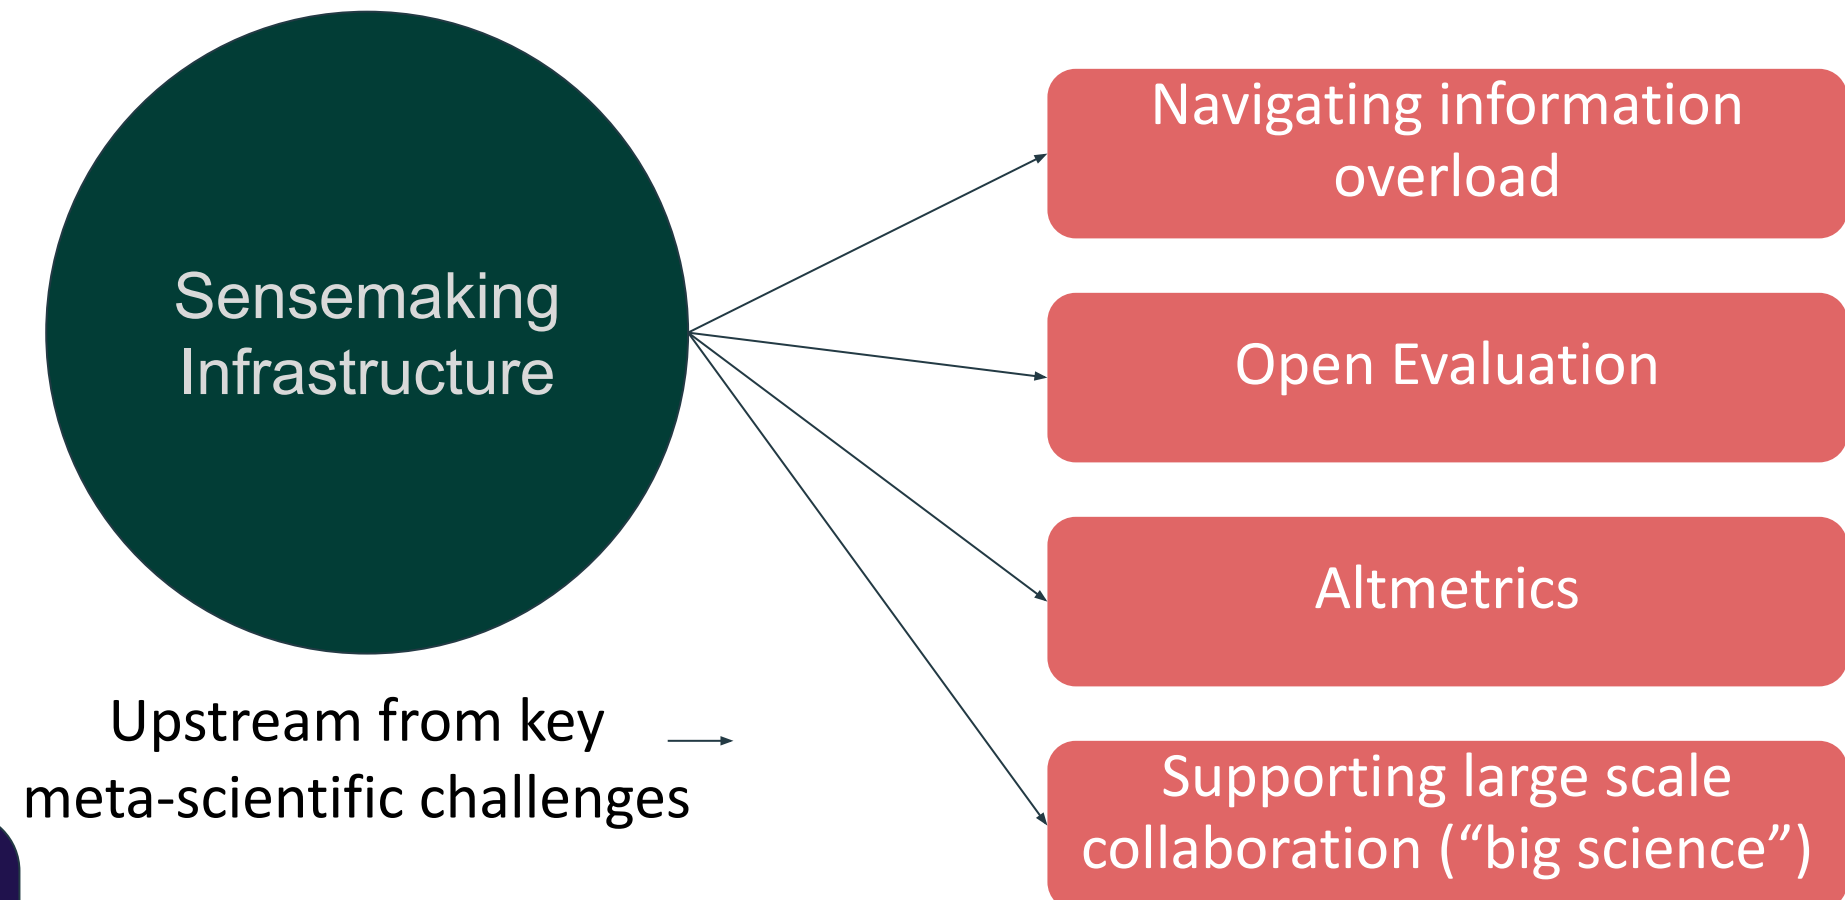 Sensemaking
Infrastructure
Upstream from key
meta-scientific challenges
Navigating information
overload
Open Evaluation
Altmetrics
Supporting large scale
collaboration (“big science”)